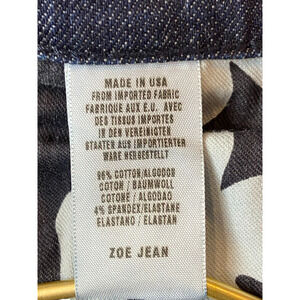 MADE IN USA
FROM IMPORTED FABRIC
FABRIQUE AUX E.U. AVEC
DES TISSUS IMPORTES
IN DEN VEREINIGTEN
STAATEN AUS IMPORTIERTER
WARE HERGESTELLT
96% COTTON/ALGODON
COTON / BAUMWOLL
COTONE / ALGODAO
4% SPANDEX/ELASTANE
ELASTANO / ELASTAN
ZOE JEAN